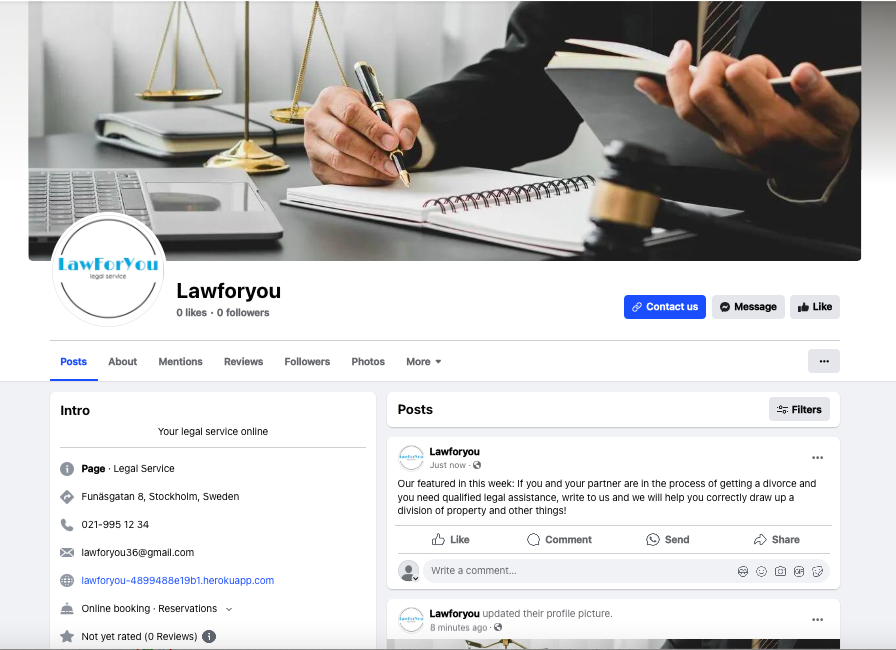 LawForYou
legal service
Lawforyou
0 likes · 0 followers
Contact us
Message
Like
Posts
About
Mentions
Reviews
Followers
Photos
More
Intro
Your legal service online
Page · Legal Service
Funäsgatan 8, Stockholm, Sweden
021-995 12 34
lawforyou36@gmail.com
lawforyou-4899488e19b1.herokuapp.com
Online booking · Reservations
Not yet rated (0 Reviews)
Posts
Filters
Lawforyou
Just now ·
Our featured in this week: If you and your partner are in the process of getting a divorce and
you need qualified legal assistance, write to us and we will help you correctly draw up a
division of property and other things!
Like
Comment
Send
Share
Write a comment...
Lawforyou updated their profile picture.
8 minutes ago ·